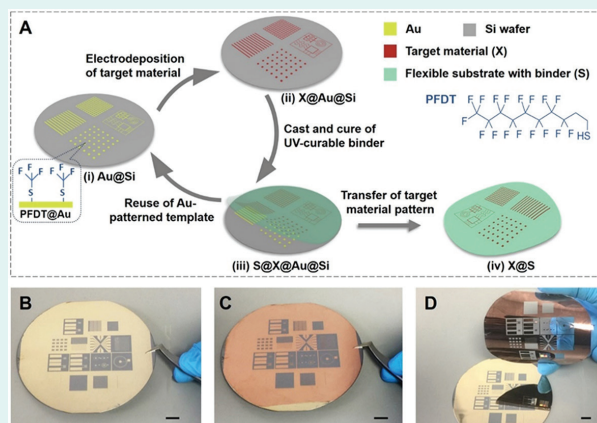 A
Au
Si wafer
Target material (X)
Flexible substrate with binder (S)
Electrodeposition
of target material
(ii) X@Au@Si
PFDT
F F F F F F F F
F
F F F F F F F F
HS
Cast and cure of
UV-curable binder
(i) Au@Si
F F F F
F F
S S
PFDT@Au
Reuse of Au-
patterned template
Transfer of target
material pattern
(iii) S@X@Au@Si
(iv) X@S
B
C
D